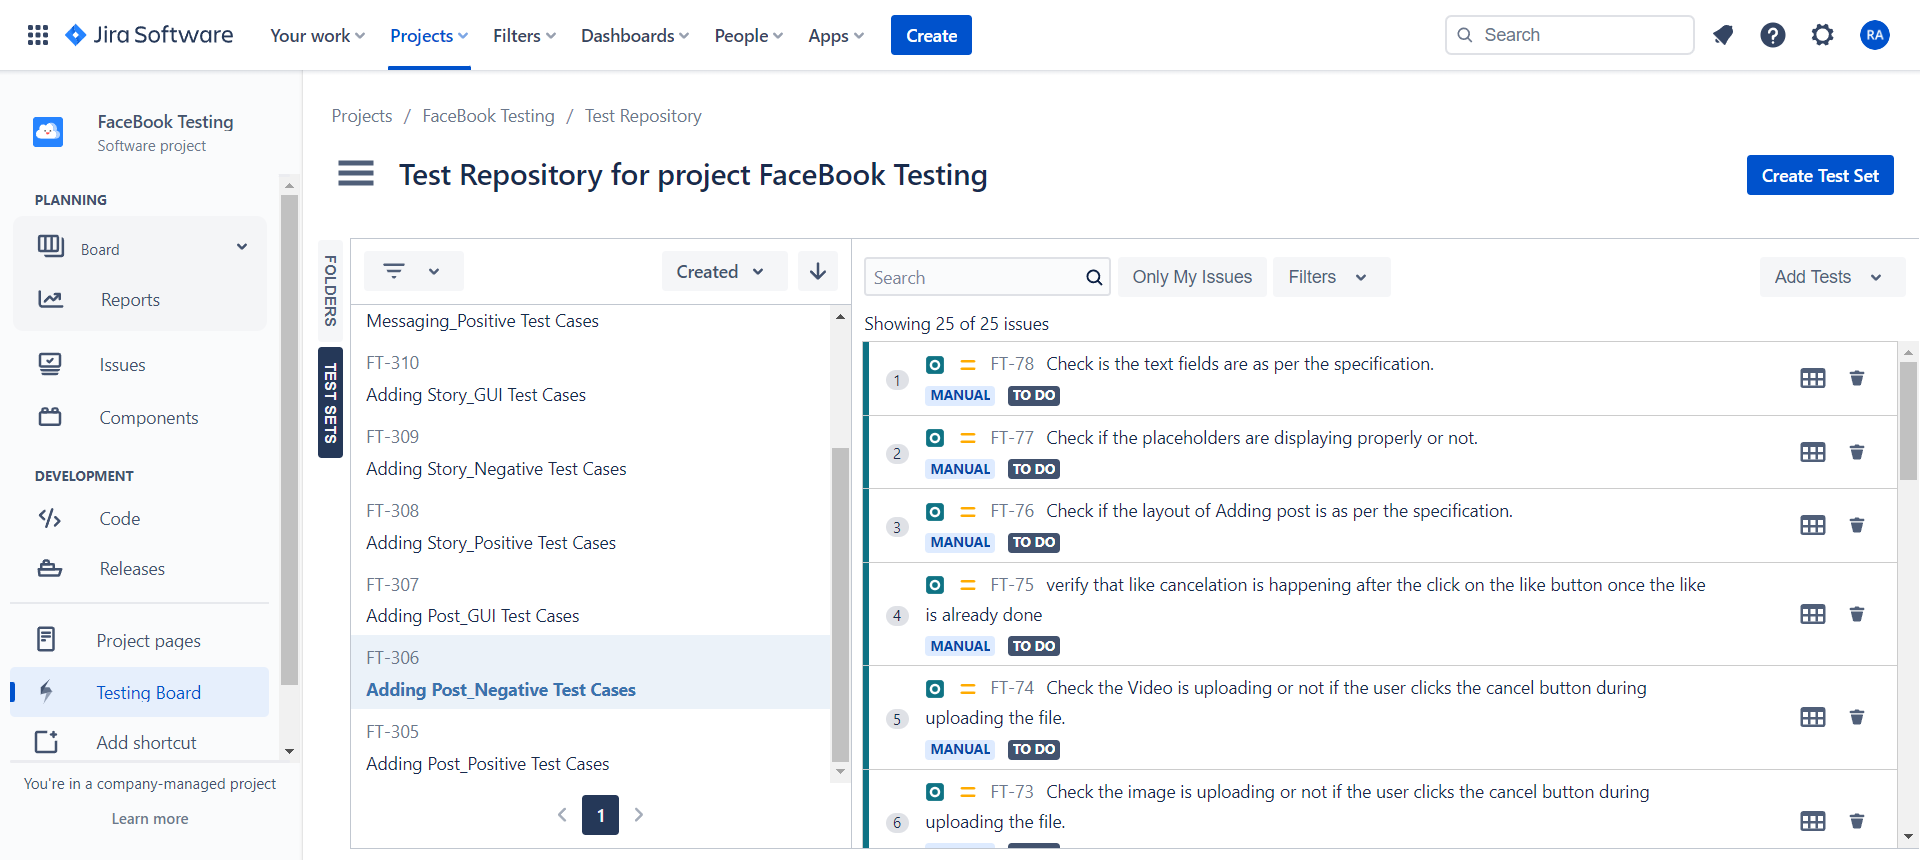 Jira Software
Your work
Projects
Filters
Dashboards
People
Apps
Create
Search
RA
FaceBook Testing
Software project
PLANNING
Board
Reports
Issues
Components
DEVELOPMENT
Code
Releases
Project pages
Testing Board
Add shortcut
You're in a company-managed project
Learn more
Projects / FaceBook Testing / Test Repository
Test Repository for project FaceBook Testing
Create Test Set
FOLDERS
TEST SETS
Created
Messaging_Positive Test Cases
FT-310
Adding Story_GUI Test Cases
FT-309
Adding Story_Negative Test Cases
FT-308
Adding Story_Positive Test Cases
FT-307
Adding Post_GUI Test Cases
FT-306
Adding Post_Negative Test Cases
FT-305
Adding Post_Positive Test Cases
1
Search
Only My Issues
Filters
Add Tests
Showing 25 of 25 issues
1
FT-78 Check is the text fields are as per the specification.
MANUAL TO DO
2
FT-77 Check if the placeholders are displaying properly or not.
MANUAL TO DO
3
FT-76 Check if the layout of Adding post is as per the specification.
MANUAL TO DO
4
FT-75 verify that like cancelation is happening after the click on the like button once the like
is already done
MANUAL TO DO
5
FT-74 Check the Video is uploading or not if the user clicks the cancel button during
uploading the file.
MANUAL TO DO
6
FT-73 Check the image is uploading or not if the user clicks the cancel button during
uploading the file.